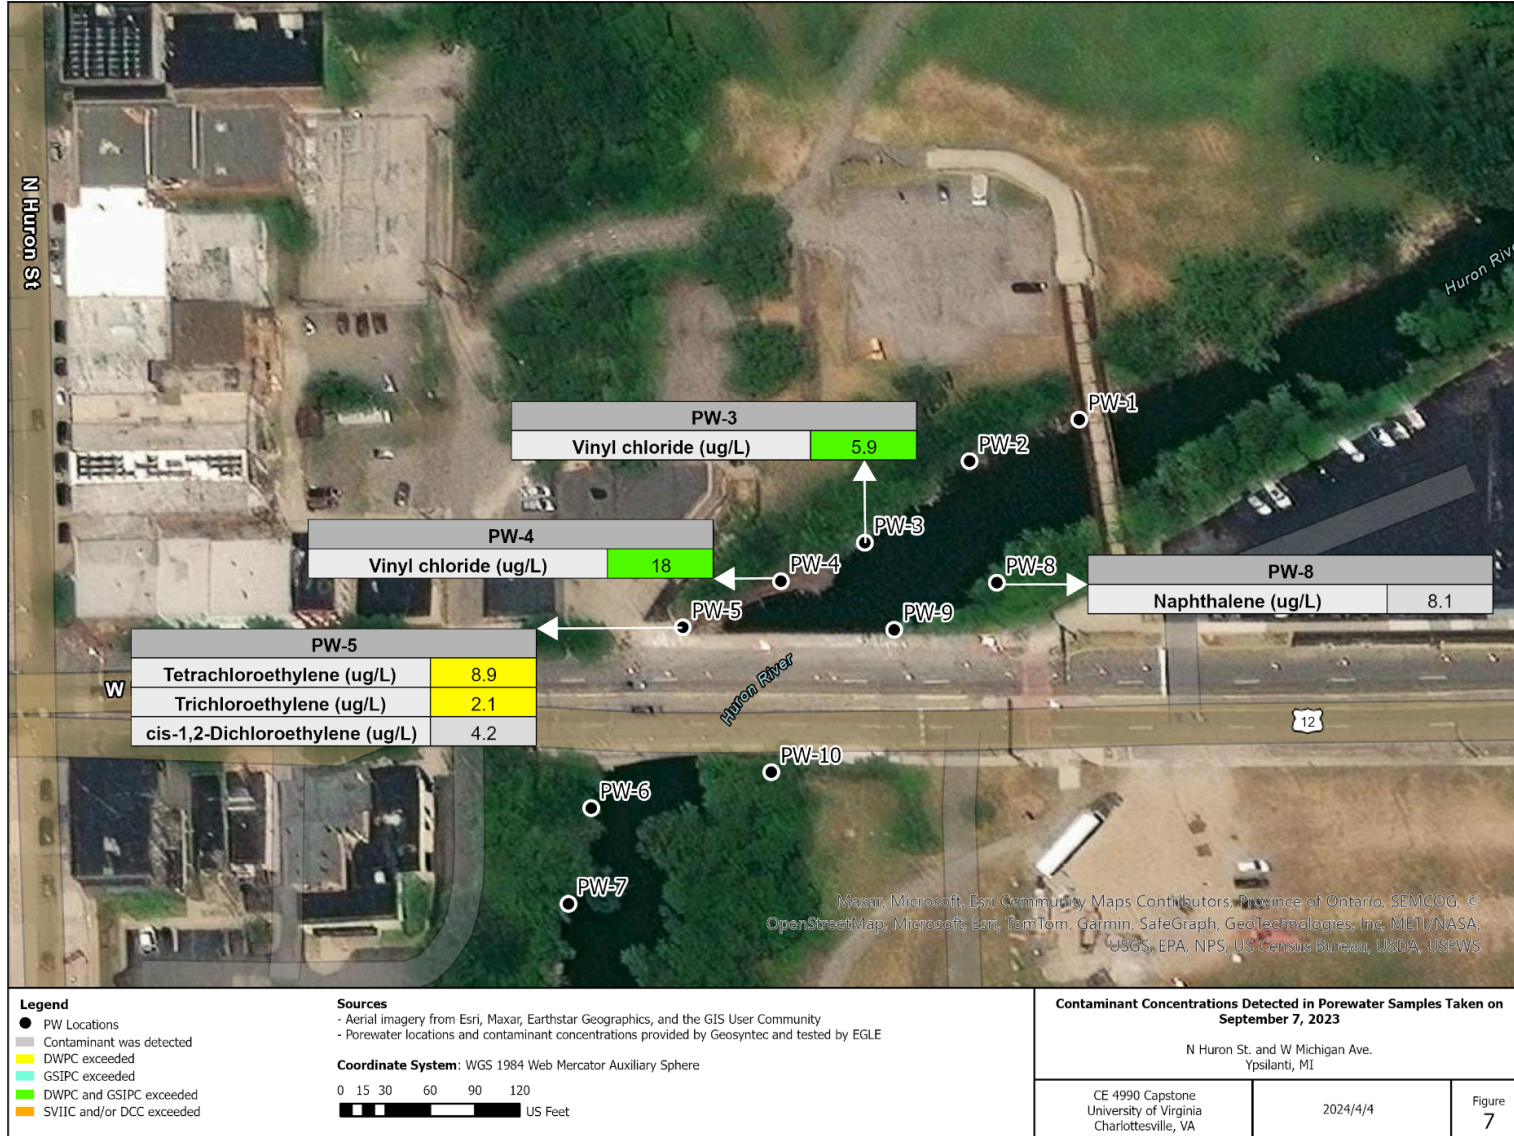 N Huron St
Huron Rive
PW-1
PW-2
PW-3
Vinyl chloride (ug/L) 5.9
PW-3
PW-4
Vinyl chloride (ug/L) 18
PW-4
PW-8
PW-8
Naphthalene (ug/L) 8.1
PW-5
PW-9
PW-5
Tetrachloroethylene (ug/L) 8.9
Trichloroethylene (ug/L) 2.1
cis-1,2-Dichloroethylene (ug/L) 4.2
W
Huron River
12
PW-10
PW-6
PW-7
Maxar, Microsoft, Esri Community Maps Contributors, Province of Ontario, SEMCOG, ©
OpenStreetMap, Microsoft, Esri, TomTom, Garmin, SafeGraph, GeoTechnologies, Inc, METI/NASA,
USGS, EPA, NPS, US Census Bureau, USDA, USFWS
Legend
PW Locations
Contaminant was detected
DWPC exceeded
GSIPC exceeded
DWPC and GSIPC exceeded
SVIIC and/or DCC exceeded
Sources
- Aerial imagery from Esri, Maxar, Earthstar Geographics, and the GIS User Community
- Porewater locations and contaminant concentrations provided by Geosyntec and tested by EGLE
Coordinate System: WGS 1984 Web Mercator Auxiliary Sphere
0 15 30 60 90 120
US Feet
Contaminant Concentrations Detected in Porewater Samples Taken on
September 7, 2023
N Huron St. and W Michigan Ave.
Ypsilanti, MI
CE 4990 Capstone
University of Virginia
Charlottesville, VA
2024/4/4
Figure
7